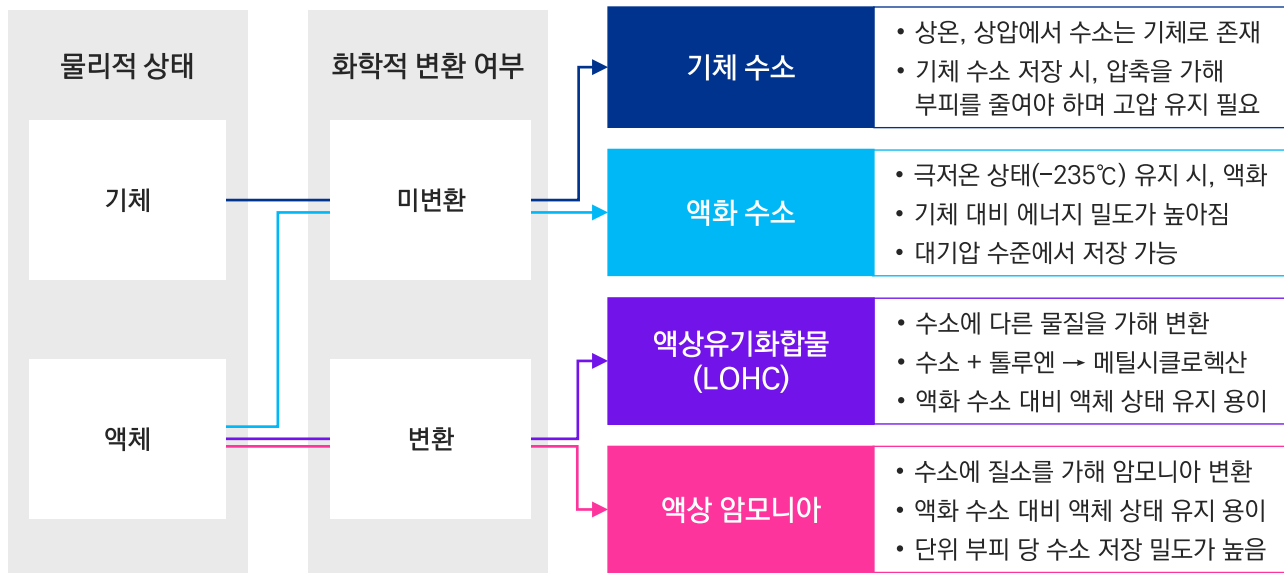 물리적 상태
화학적 변환 여부
기체
미변환
액체
변환
기체 수소
• 상온, 상압에서 수소는 기체로 존재
• 기체 수소 저장 시, 압축을 가해
부피를 줄여야 하며 고압 유지 필요
액화 수소
• 극저온 상태(-235℃) 유지 시, 액화
• 기체 대비 에너지 밀도가 높아짐
• 대기압 수준에서 저장 가능
액상유기화합물
(LOHC)
• 수소에 다른 물질을 가해 변환
• 수소 + 톨루엔 → 메틸시클로헥산
• 액화 수소 대비 액체 상태 유지 용이
액상 암모니아
• 수소에 질소를 가해 암모니아 변환
• 액화 수소 대비 액체 상태 유지 용이
• 단위 부피 당 수소 저장 밀도가 높음